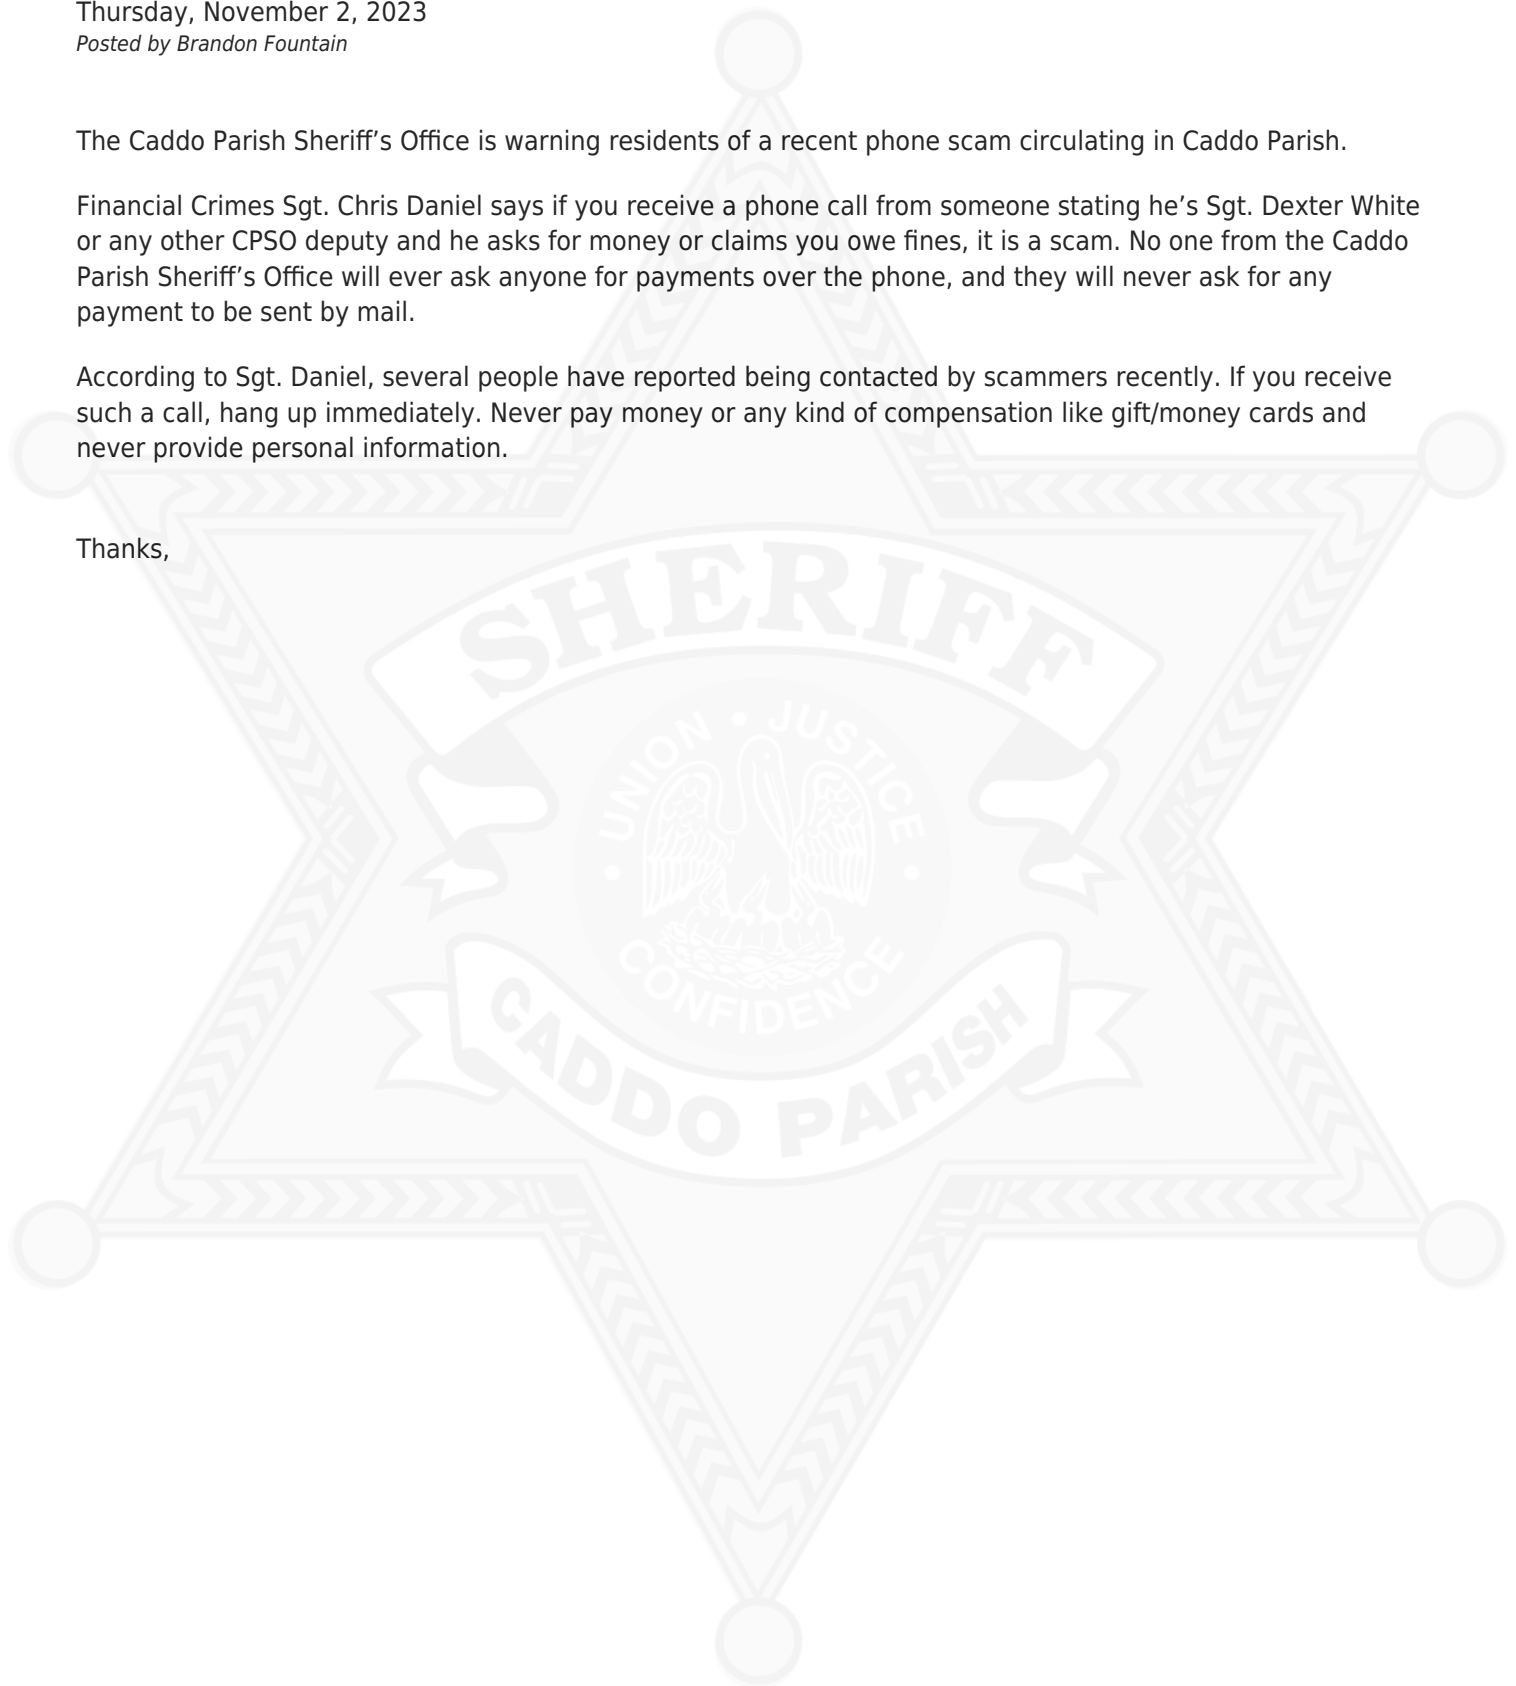 Thursday, November 2, 2023
Posted by Brandon Fountain
The Caddo Parish Sheriff’s Office is warning residents of a recent phone scam circulating in Caddo Parish.
Financial Crimes Sgt. Chris Daniel says if you receive a phone call from someone stating he’s Sgt. Dexter White
or any other CPSO deputy and he asks for money or claims you owe fines, it is a scam. No one from the Caddo
Parish Sheriff’s Office will ever ask anyone for payments over the phone, and they will never ask for any
payment to be sent by mail.
According to Sgt. Daniel, several people have reported being contacted by scammers recently. If you receive
such a call, hang up immediately. Never pay money or any kind of compensation like gift/money cards and
never provide personal information.
Thanks,
SHERIFF
UNION • JUSTICE
• CONFIDENCE •
CADDO PARISH